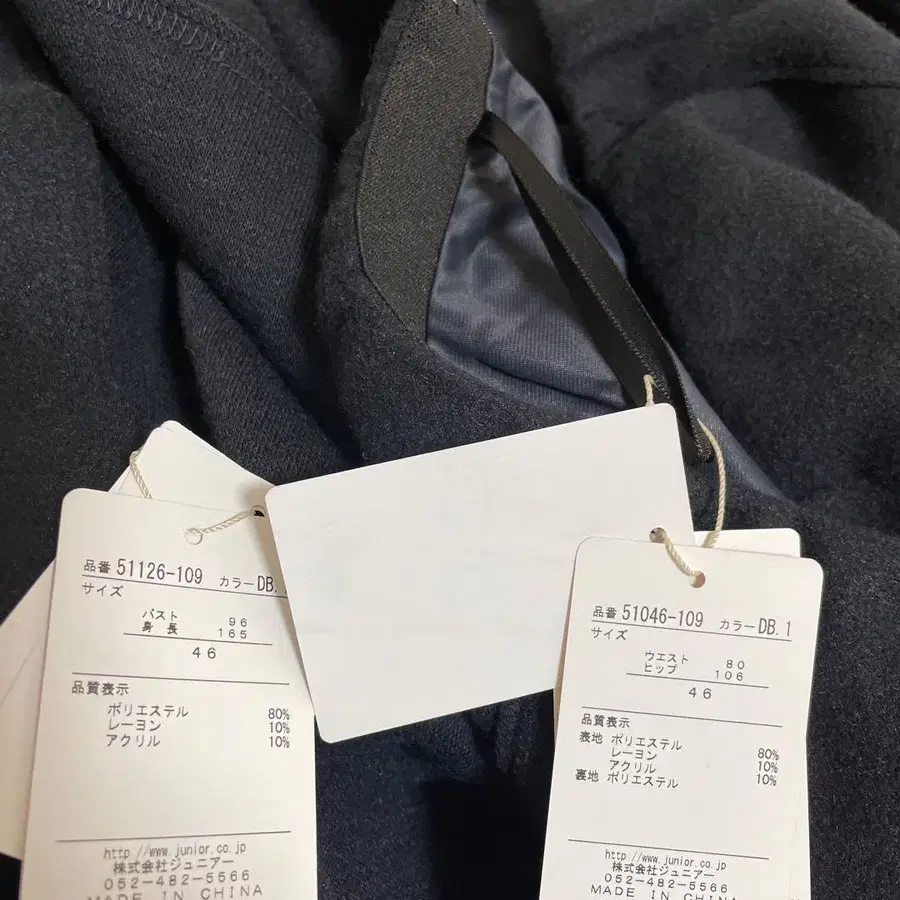 品番 51126-109 カラー DB.
サイズ
バスト 96
身長 165
46
品質表示
ポリエステル 80%
レーヨン 10%
アクリル 10%
http://www.junior.co.jp
株式会社ジュニアー
052-482-5566
MADE IN CHINA
品番 51046-109 カラー DB.1
サイズ
ウエスト 80
ヒップ 106
46
品質表示
表地 ポリエステル 80%
レーヨン 10%
アクリル 10%
裏地 ポリエステル
http://www.junior.co.jp
株式会社ジュニアー
052-482-5566
MADE IN CHINA